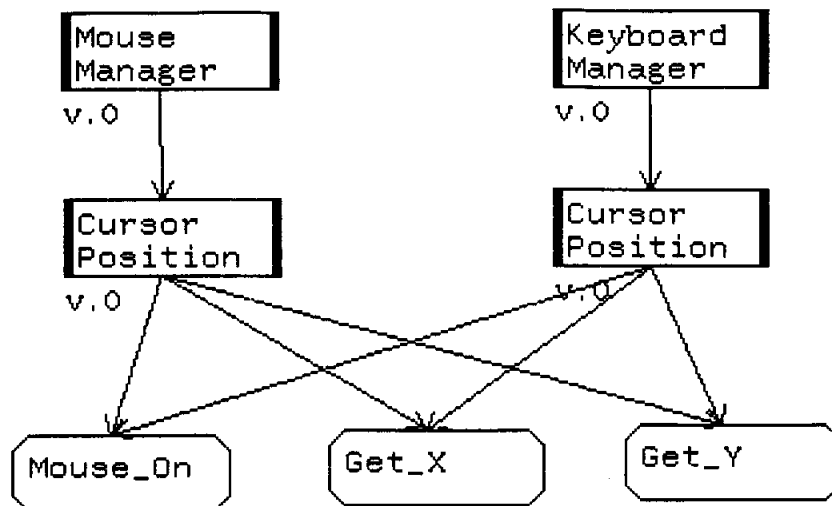 Mouse
Manager
v.0
Keyboard
Manager
v.0
Cursor
Position
v.0
Cursor
Position
v.0
Mouse_On
Get_X
Get_Y